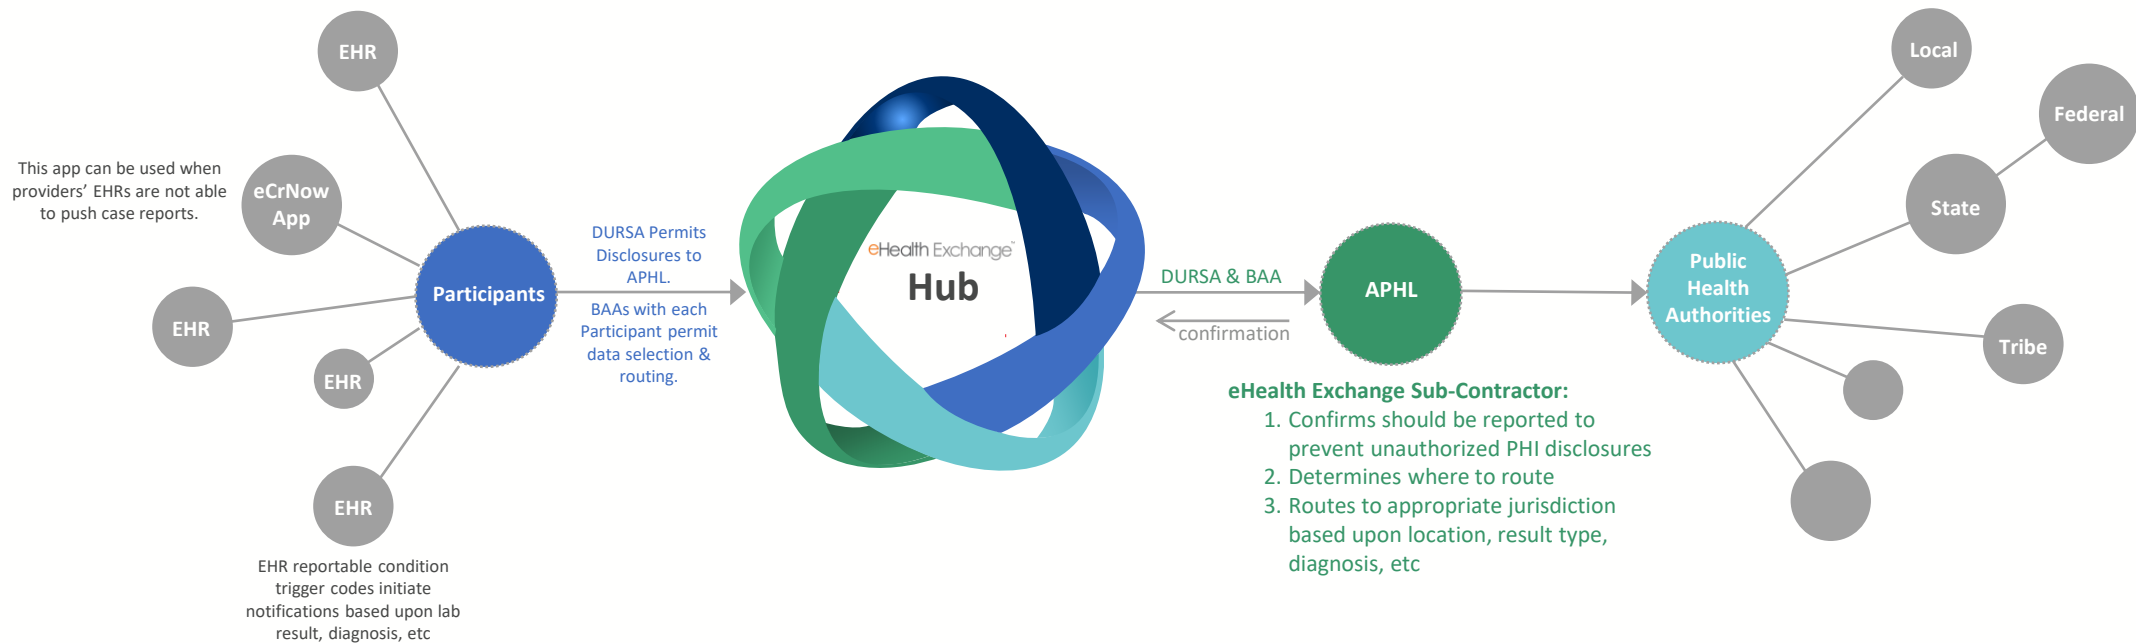 EHR
This app can be used when
providers’ EHRs are not able
to push case reports.
eCrNow
App
EHR
EHR
EHR
EHR reportable condition
trigger codes initiate
notifications based upon lab
result, diagnosis, etc
Participants
DURSA Permits
Disclosures to
APHL.
BAAs with each
Participant permit
data selection &
routing.
eHealth Exchange™
Hub
DURSA & BAA
confirmation
APHL
eHealth Exchange Sub-Contractor:
1. Confirms should be reported to
prevent unauthorized PHI disclosures
2. Determines where to route
3. Routes to appropriate jurisdiction
based upon location, result type,
diagnosis, etc
Public
Health
Authorities
Local
Federal
State
Tribe